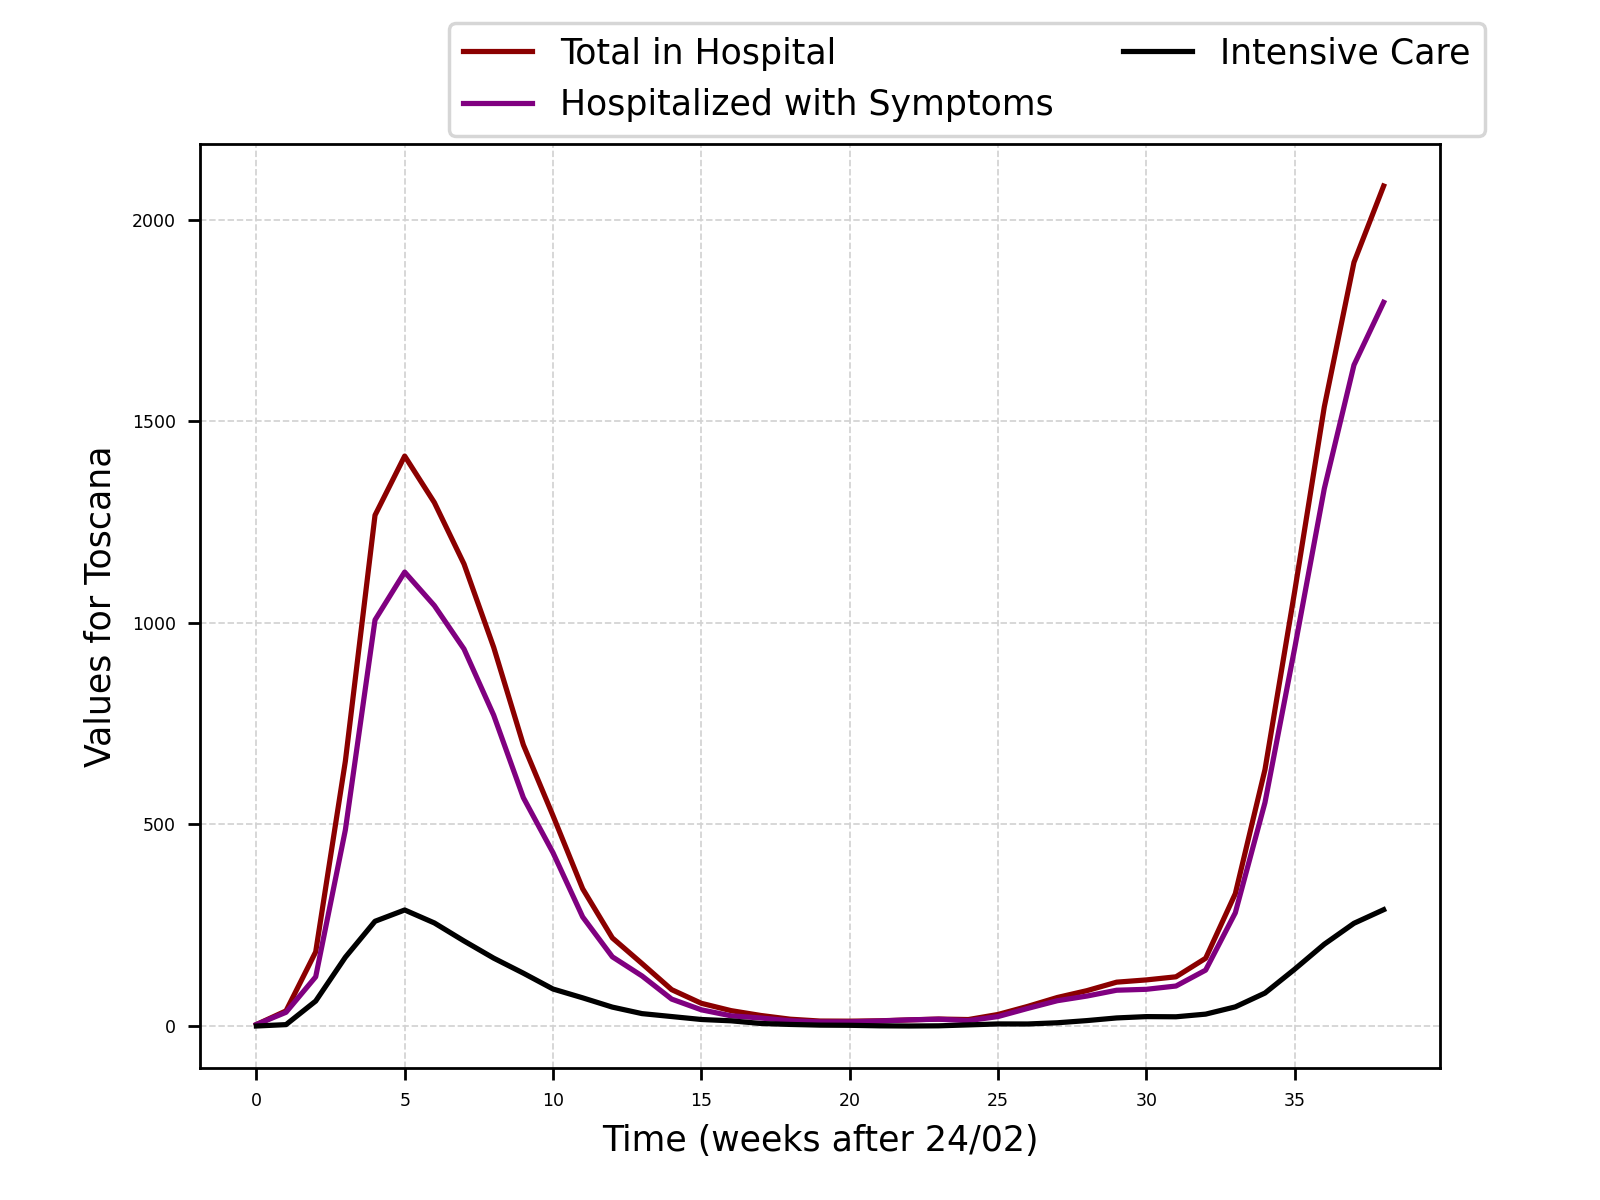 Total in Hospital
Hospitalized with Symptoms
Intensive Care
Values for Toscana
2000
1500
1000
500
0
0 5 10 15 20 25 30 35
Time (weeks after 24/02)